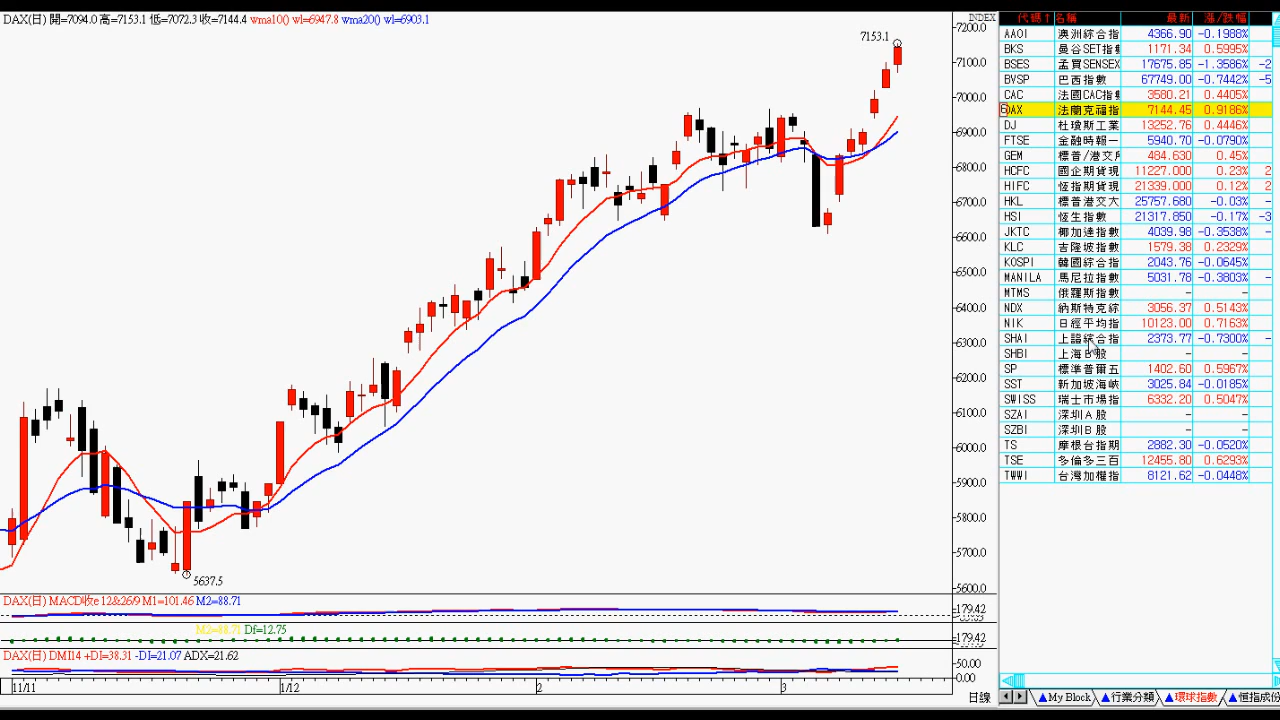 DAX(日) 開=7094.0 高=7153.1 低=7072.3 收=7144.4 wma10() wl=6947.8 wma20() wl=6903.1
INDEX
7200.0
7153.1
7100.0
7000.0
6900.0
6800.0
6700.0
6600.0
6500.0
6400.0
6300.0
6200.0
6100.0
6000.0
5900.0
5800.0
5700.0
5600.0
5637.5
DAX(日) MACD收e 12&26/9 M1=101.46 M2=88.71
179.42
M2=88.71 Df=12.75
179.42
DAX(日) DMI14 +DI=38.31 -DI=21.07 ADX=21.62
50.00
0.00
11/11 1/12 2 3 日線
代碼↑ 名稱 最新 漲/跌幅
AAOI 澳洲綜合指 4366.90 -0.1988%
BKS 曼谷SET指 1171.34 0.5995%
BSES 孟買SENSEX 17675.85 -1.3586% -2
BVSP 巴西指數 67749.00 -0.7442% -5
CAC 法國CAC指 3580.21 0.4405%
DAX 法蘭克福指 7144.45 0.9186%
DJ 杜瓊斯工業 13252.76 0.4446%
FTSE 金融時報一 5940.70 -0.0790%
GEM 標普/港交 484.630 0.45%
HCFC 國企期貨現 11227.000 0.23% 2
HIFC 恆指期貨現 21339.000 0.12% 2
HKL 標普港交大 25757.680 -0.03% -
HSI 恆生指數 21317.850 -0.17% -3
JKTC 椰加達指數 4039.98 -0.3538% -
KLC 吉隆坡指數 1579.38 0.2329%
KOSPI 韓國綜合指 2043.76 -0.0645%
MANILA 馬尼拉指數 5031.78 -0.3803% -
MTMS 俄羅斯指數 - -
NDX 納斯特克綜 3056.37 0.5143%
NIK 日經平均指 10123.00 0.7163%
SHAI 上證綜合指 2373.77 -0.7300% -
SHBI 上海B股 - -
SP 標準普爾五 1402.60 0.5967%
SST 新加坡海峽 3025.84 -0.0185%
SWISS 瑞士市場指 6332.20 0.5047%
SZAI 深圳A股 - -
SZBI 深圳B股 - -
TS 摩根台指期 2882.30 -0.0520%
TSE 多倫多三百 12455.80 0.6293%
TWWI 台灣加權指 8121.62 -0.0448%
My Block 行業分類 環球指數 恒指成份